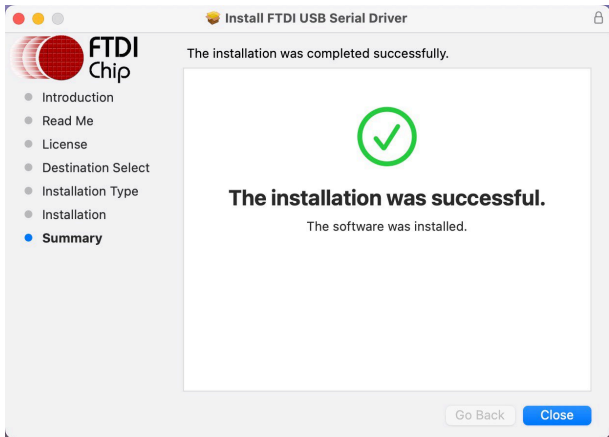 Install FTDI USB Serial Driver
FTDI
Chip
Introduction
Read Me
License
Destination Select
Installation Type
Installation
Summary
The installation was completed successfully.
The installation was successful.
The software was installed.
Go Back
Close